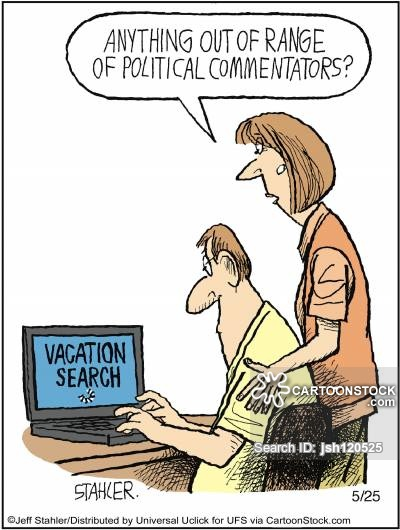 ANYTHING OUT OF RANGE
OF POLITICAL COMMENTATORS?
VACATION
SEARCH
CARTOONSTOCK
.com
Search ID: jsh120525
STAHLER.
5/25
©Jeff Stahler/Distributed by Universal Uclick for UFS via CartoonStock.com